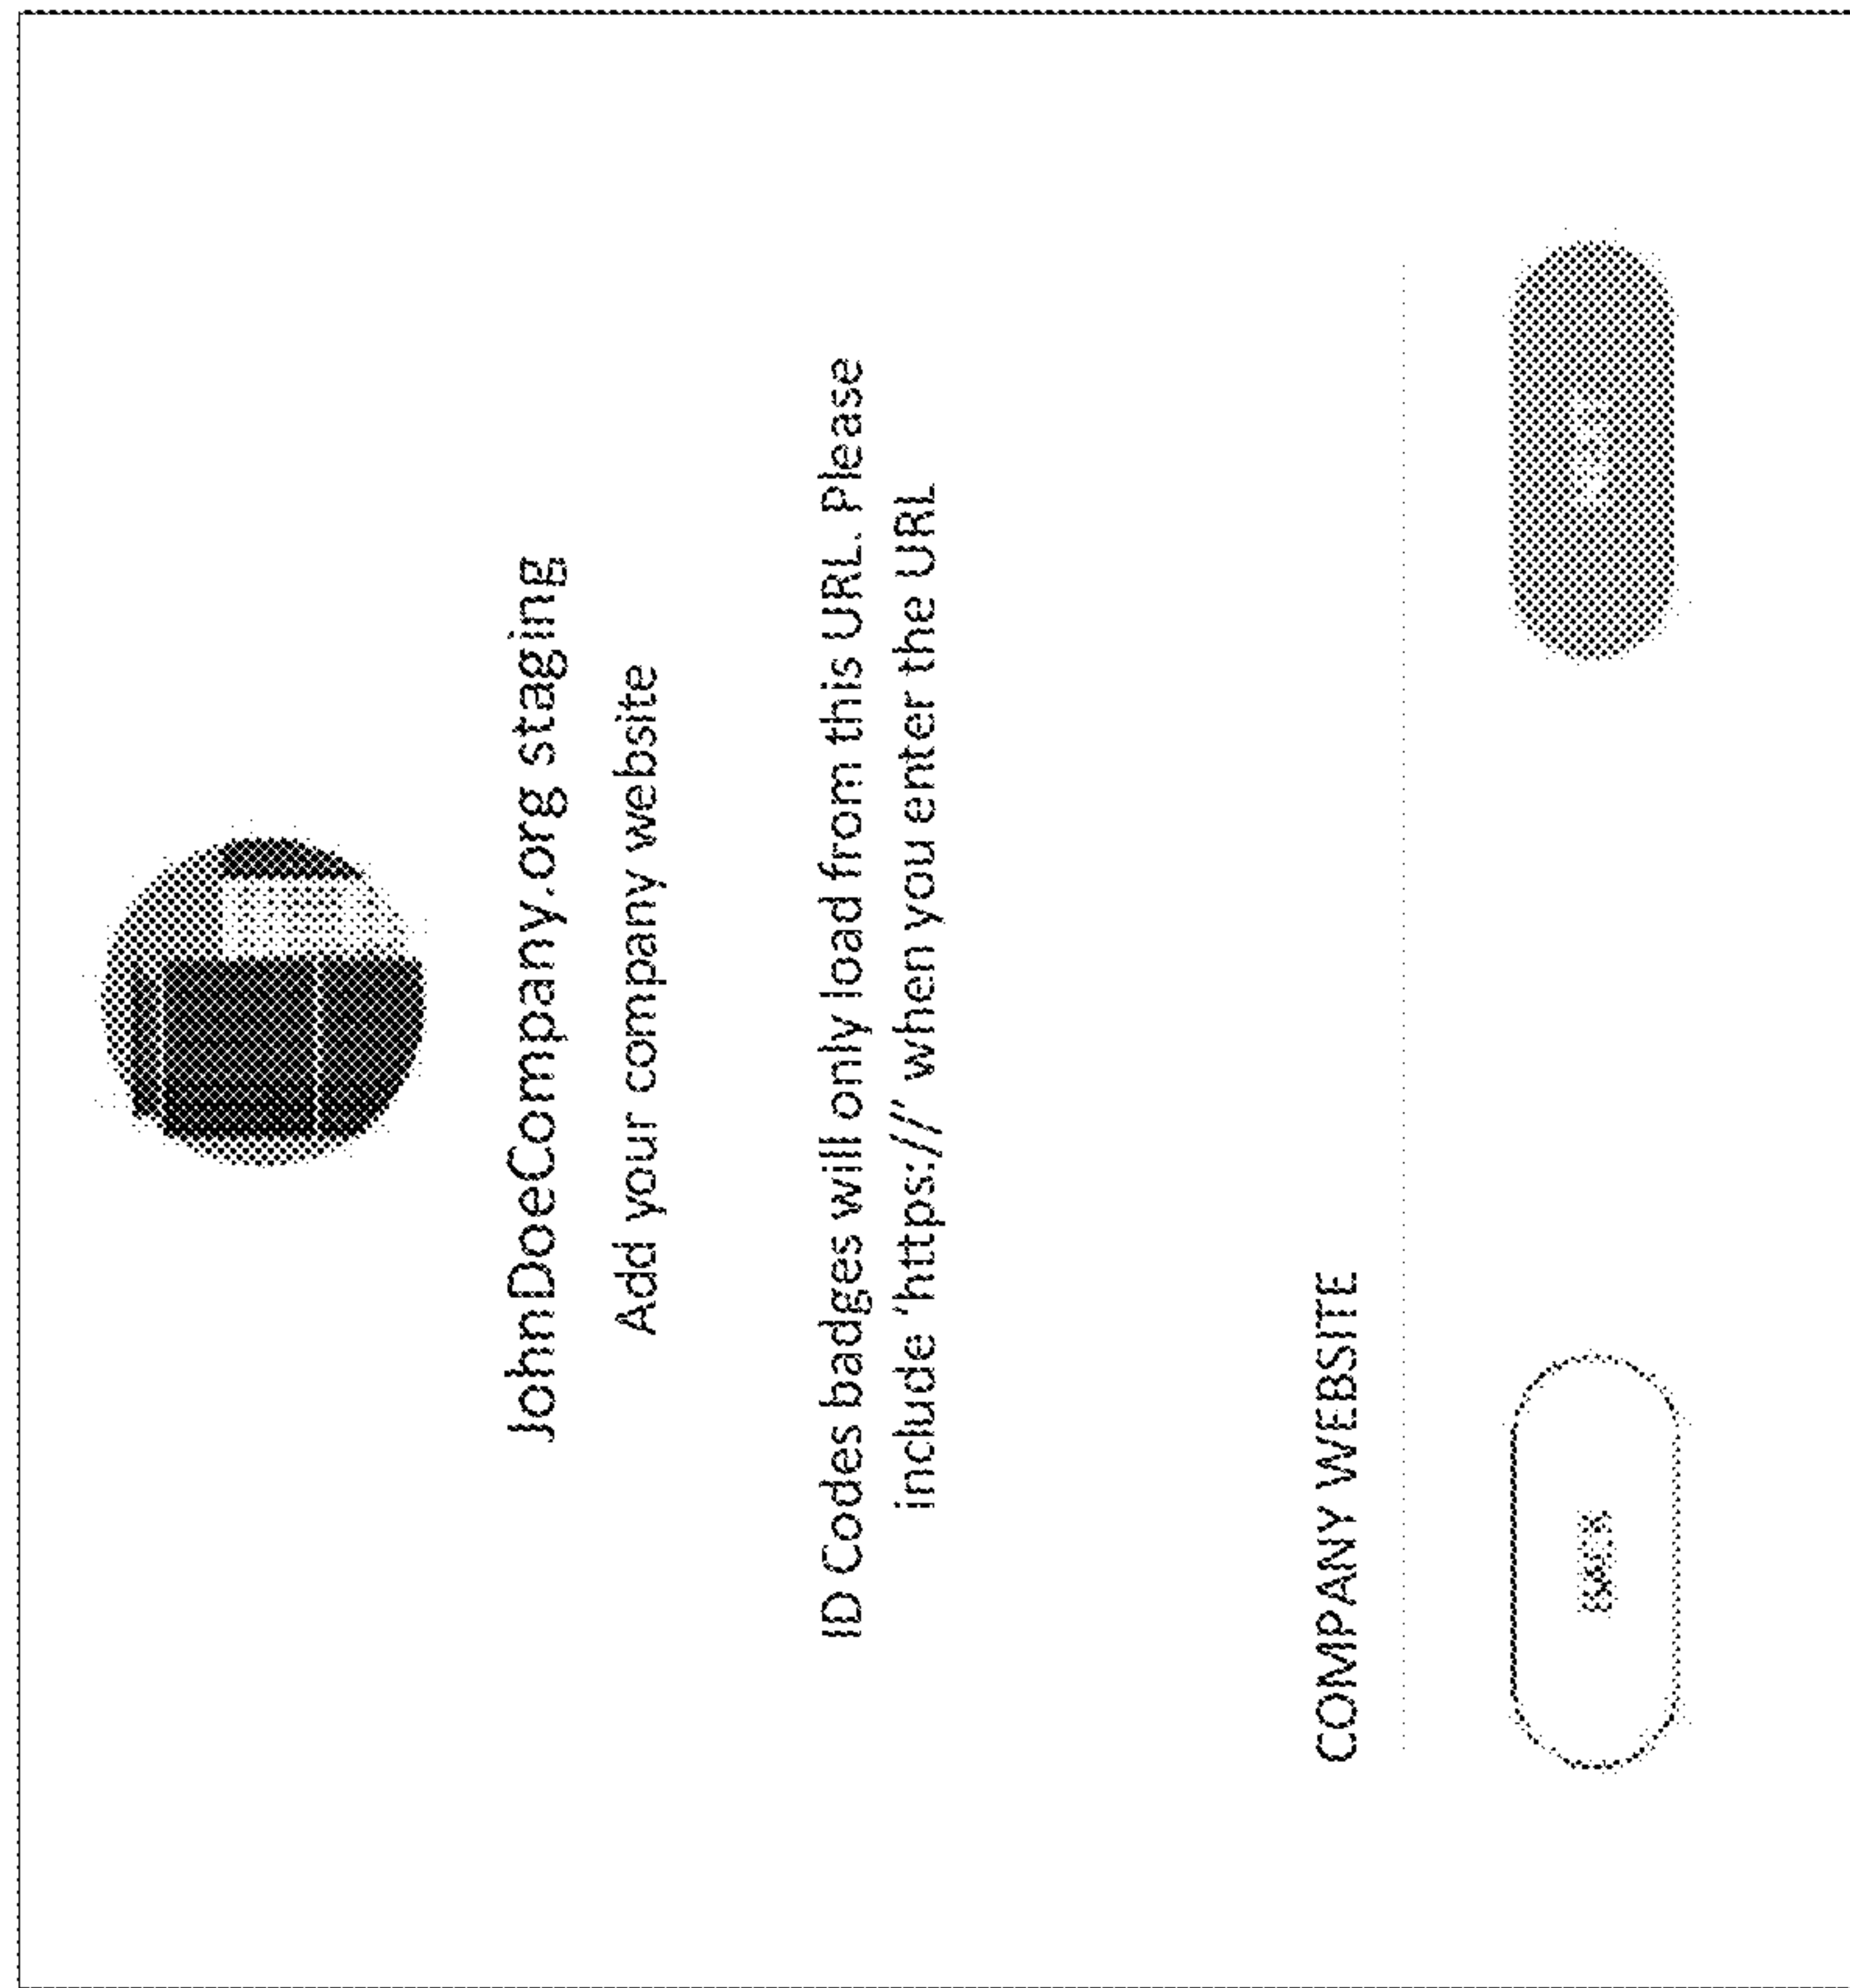 JohnDoeCompany.org staging
Add your company website
ID Codes badges will only load from this URL. Please
include 'https://' when you enter the URL
COMPANY WEBSITE